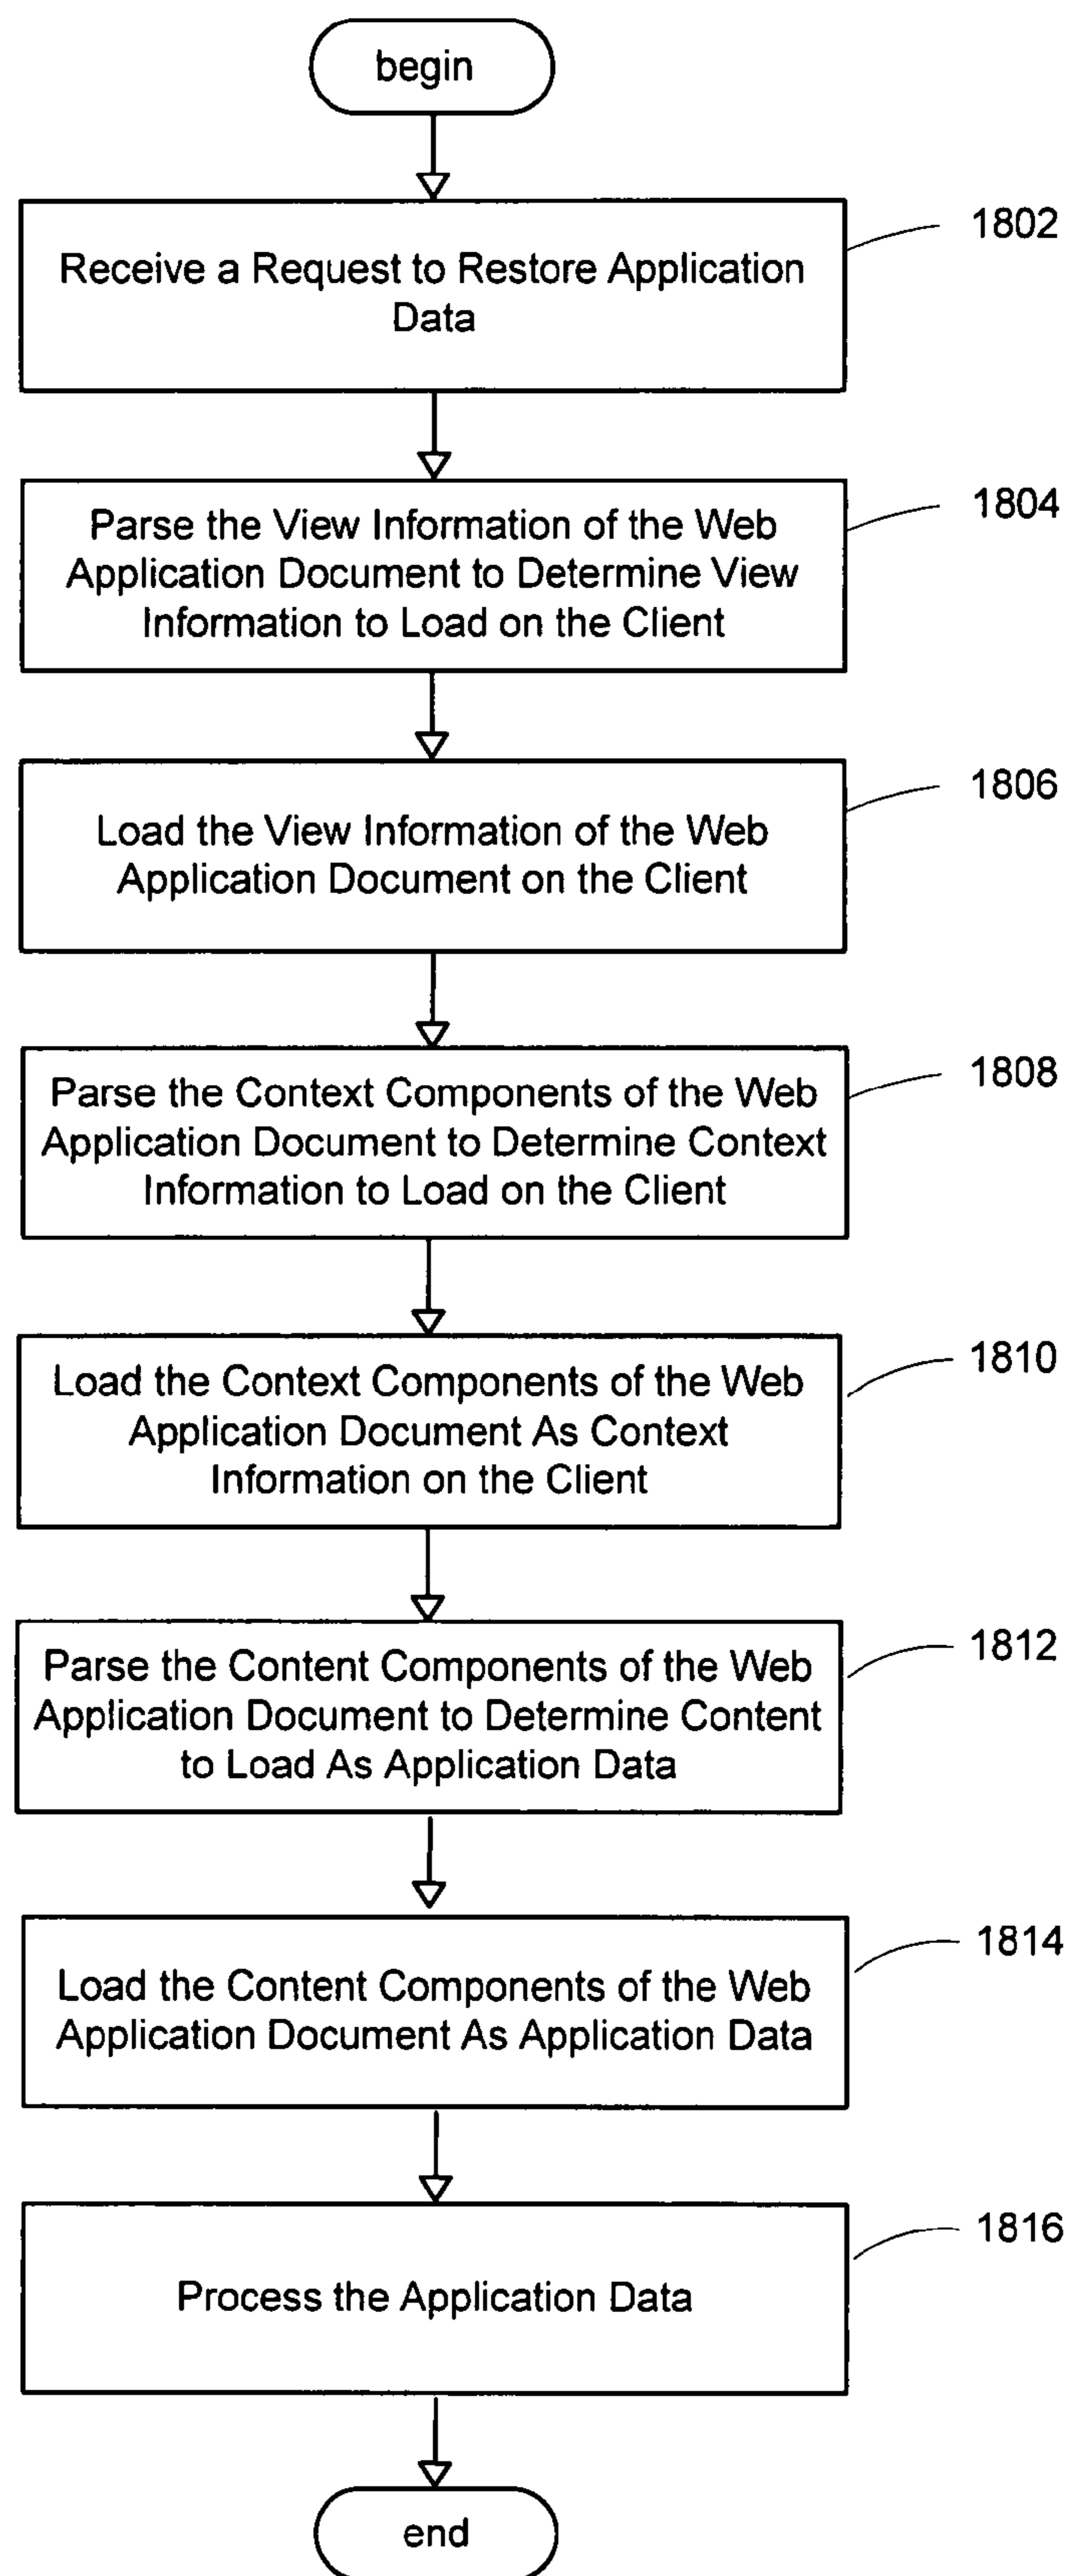 begin
1802
Receive a Request to Restore Application
Data
1804
Parse the View Information of the Web
Application Document to Determine View
Information to Load on the Client
1806
Load the View Information of the Web
Application Document on the Client
1808
Parse the Context Components of the Web
Application Document to Determine Context
Information to Load on the Client
1810
Load the Context Components of the Web
Application Document As Context
Information on the Client
1812
Parse the Content Components of the Web
Application Document to Determine Content
to Load As Application Data
1814
Load the Content Components of the Web
Application Document As Application Data
1816
Process the Application Data
end